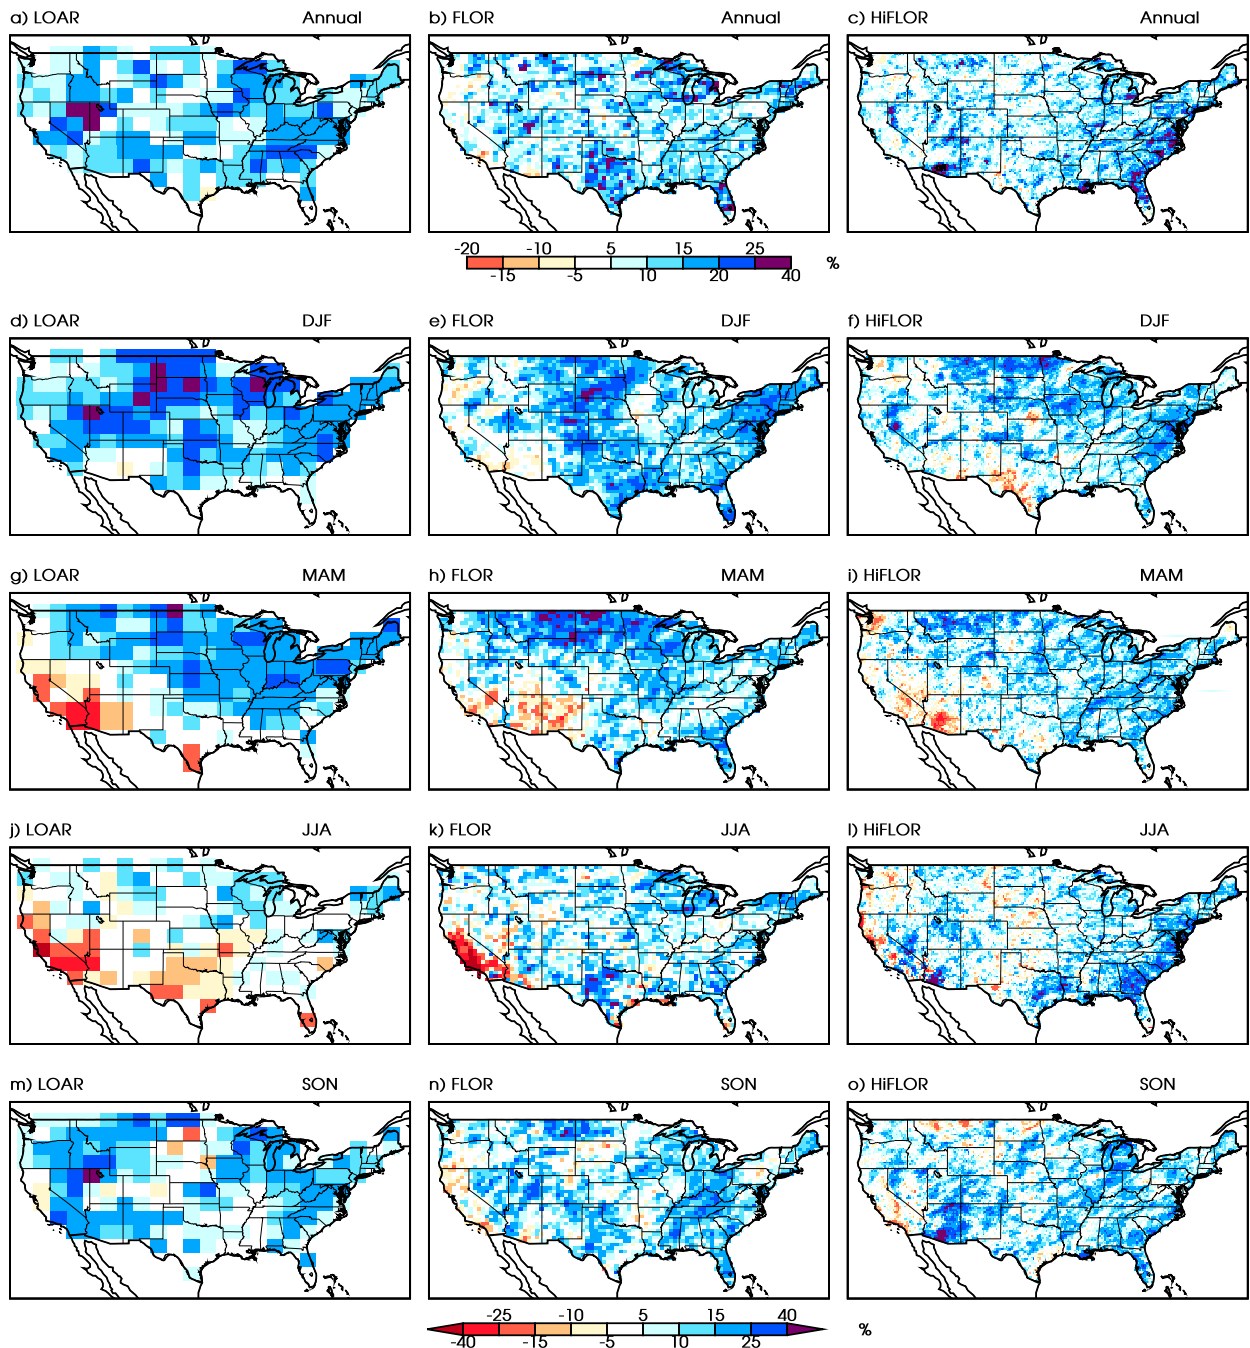 a) LOAR Annual b) FLOR Annual c) HiFLOR Annual
-20 -10 5 15 25
-15 -5 10 20 40 %
d) LOAR DJF e) FLOR DJF f) HiFLOR DJF
g) LOAR MAM h) FLOR MAM i) HiFLOR MAM
j) LOAR JJA k) FLOR JJA l) HiFLOR JJA
m) LOAR SON n) FLOR SON o) HiFLOR SON
-25 -10 5 15 40
-40 -15 -5 10 25 %